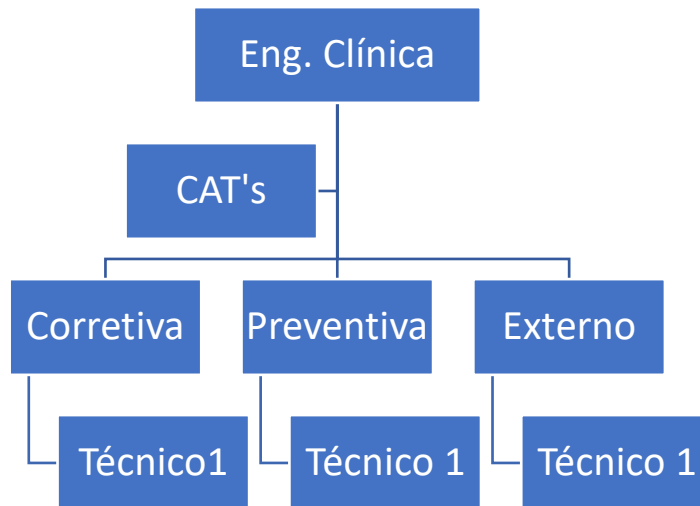 Eng. Clínica
CAT's
Corretiva
Preventiva
Externo
Técnico1
Técnico 1
Técnico 1